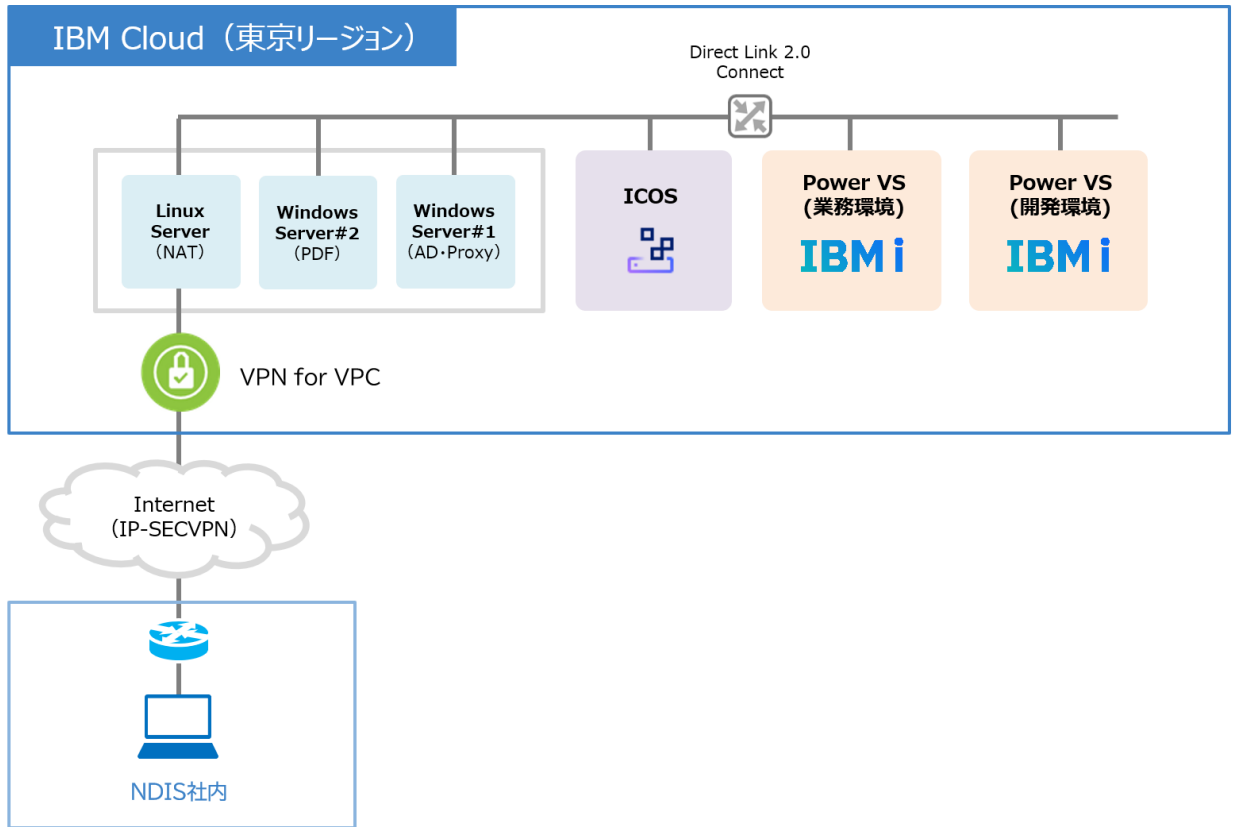 IBM Cloud（東京リージョン）
Direct Link 2.0
Connect
Linux
Server
（NAT）
Windows
Server#2
（PDF）
Windows
Server#1
（AD・Proxy）
ICOS
Power VS
(業務環境)
IBM i
Power VS
(開発環境)
IBM i
VPN for VPC
Internet
（IP-SECVPN）
NDIS社内